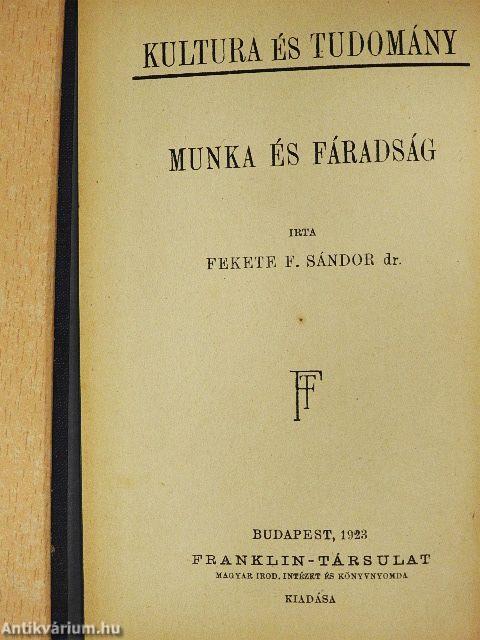 KULTURA ÉS TUDOMÁNY
MUNKA ÉS FÁRADSÁG
IRTA
FEKETE F. SÁNDOR dr.
FT
BUDAPEST, 1923
FRANKLIN-TÁRSULAT
MAGYAR IROD. INTÉZET ÉS KÖNYVNYOMDA
KIADÁSA
Antikvárium.hu